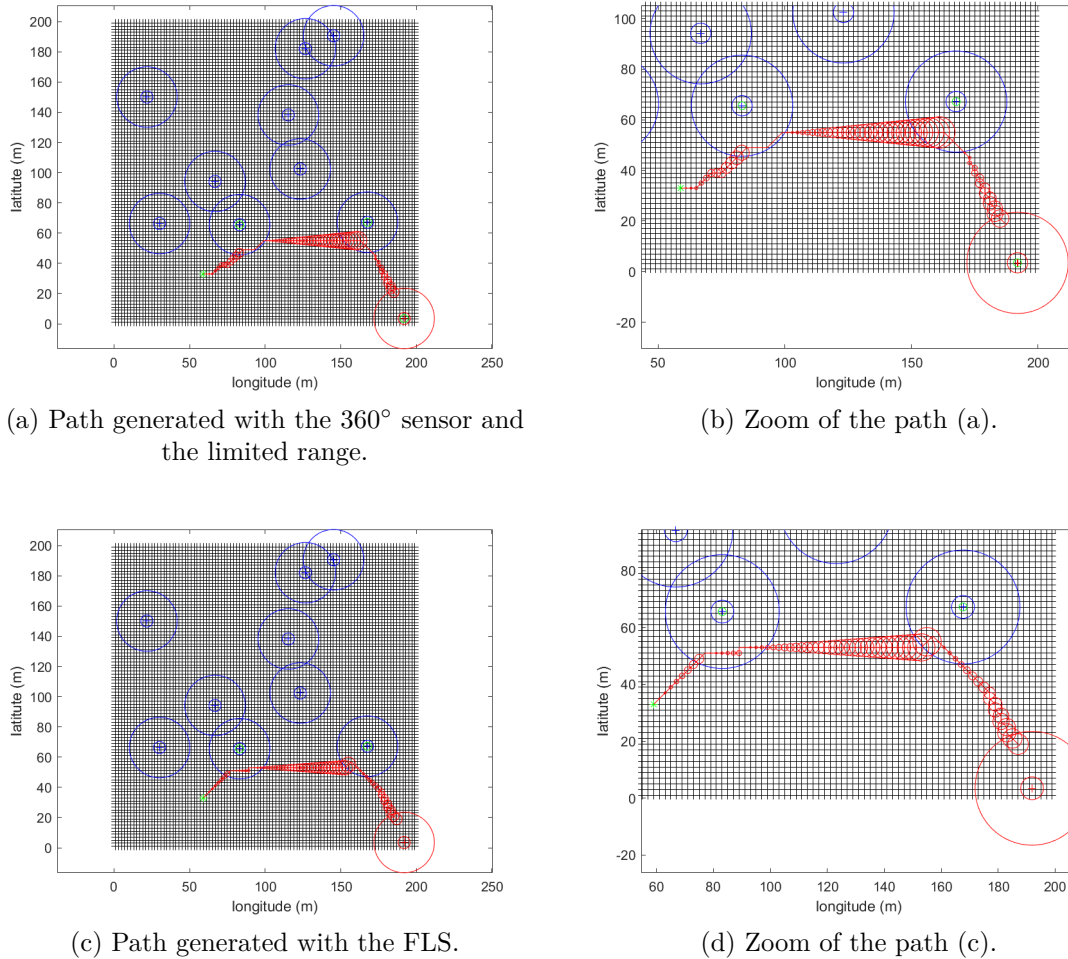 200
180
160
140
120
100
80
60
40
20
0
latitute (m)
0 50 100 150 200 250
longitude (m)
100
80
60
40
20
0
-20
latitute (m)
50 100 150 200
longitude (m)
(a) Path generated with the 360° sensor and
the limited range.
(b) Zoom of the path (a).
200
180
160
140
120
100
80
60
40
20
0
latitute (m)
0 50 100 150 200 250
longitude (m)
80
60
40
20
0
-20
latitute (m)
60 80 100 120 140 160 180 200
longitude (m)
(c) Path generated with the FLS.
(d) Zoom of the path (c).